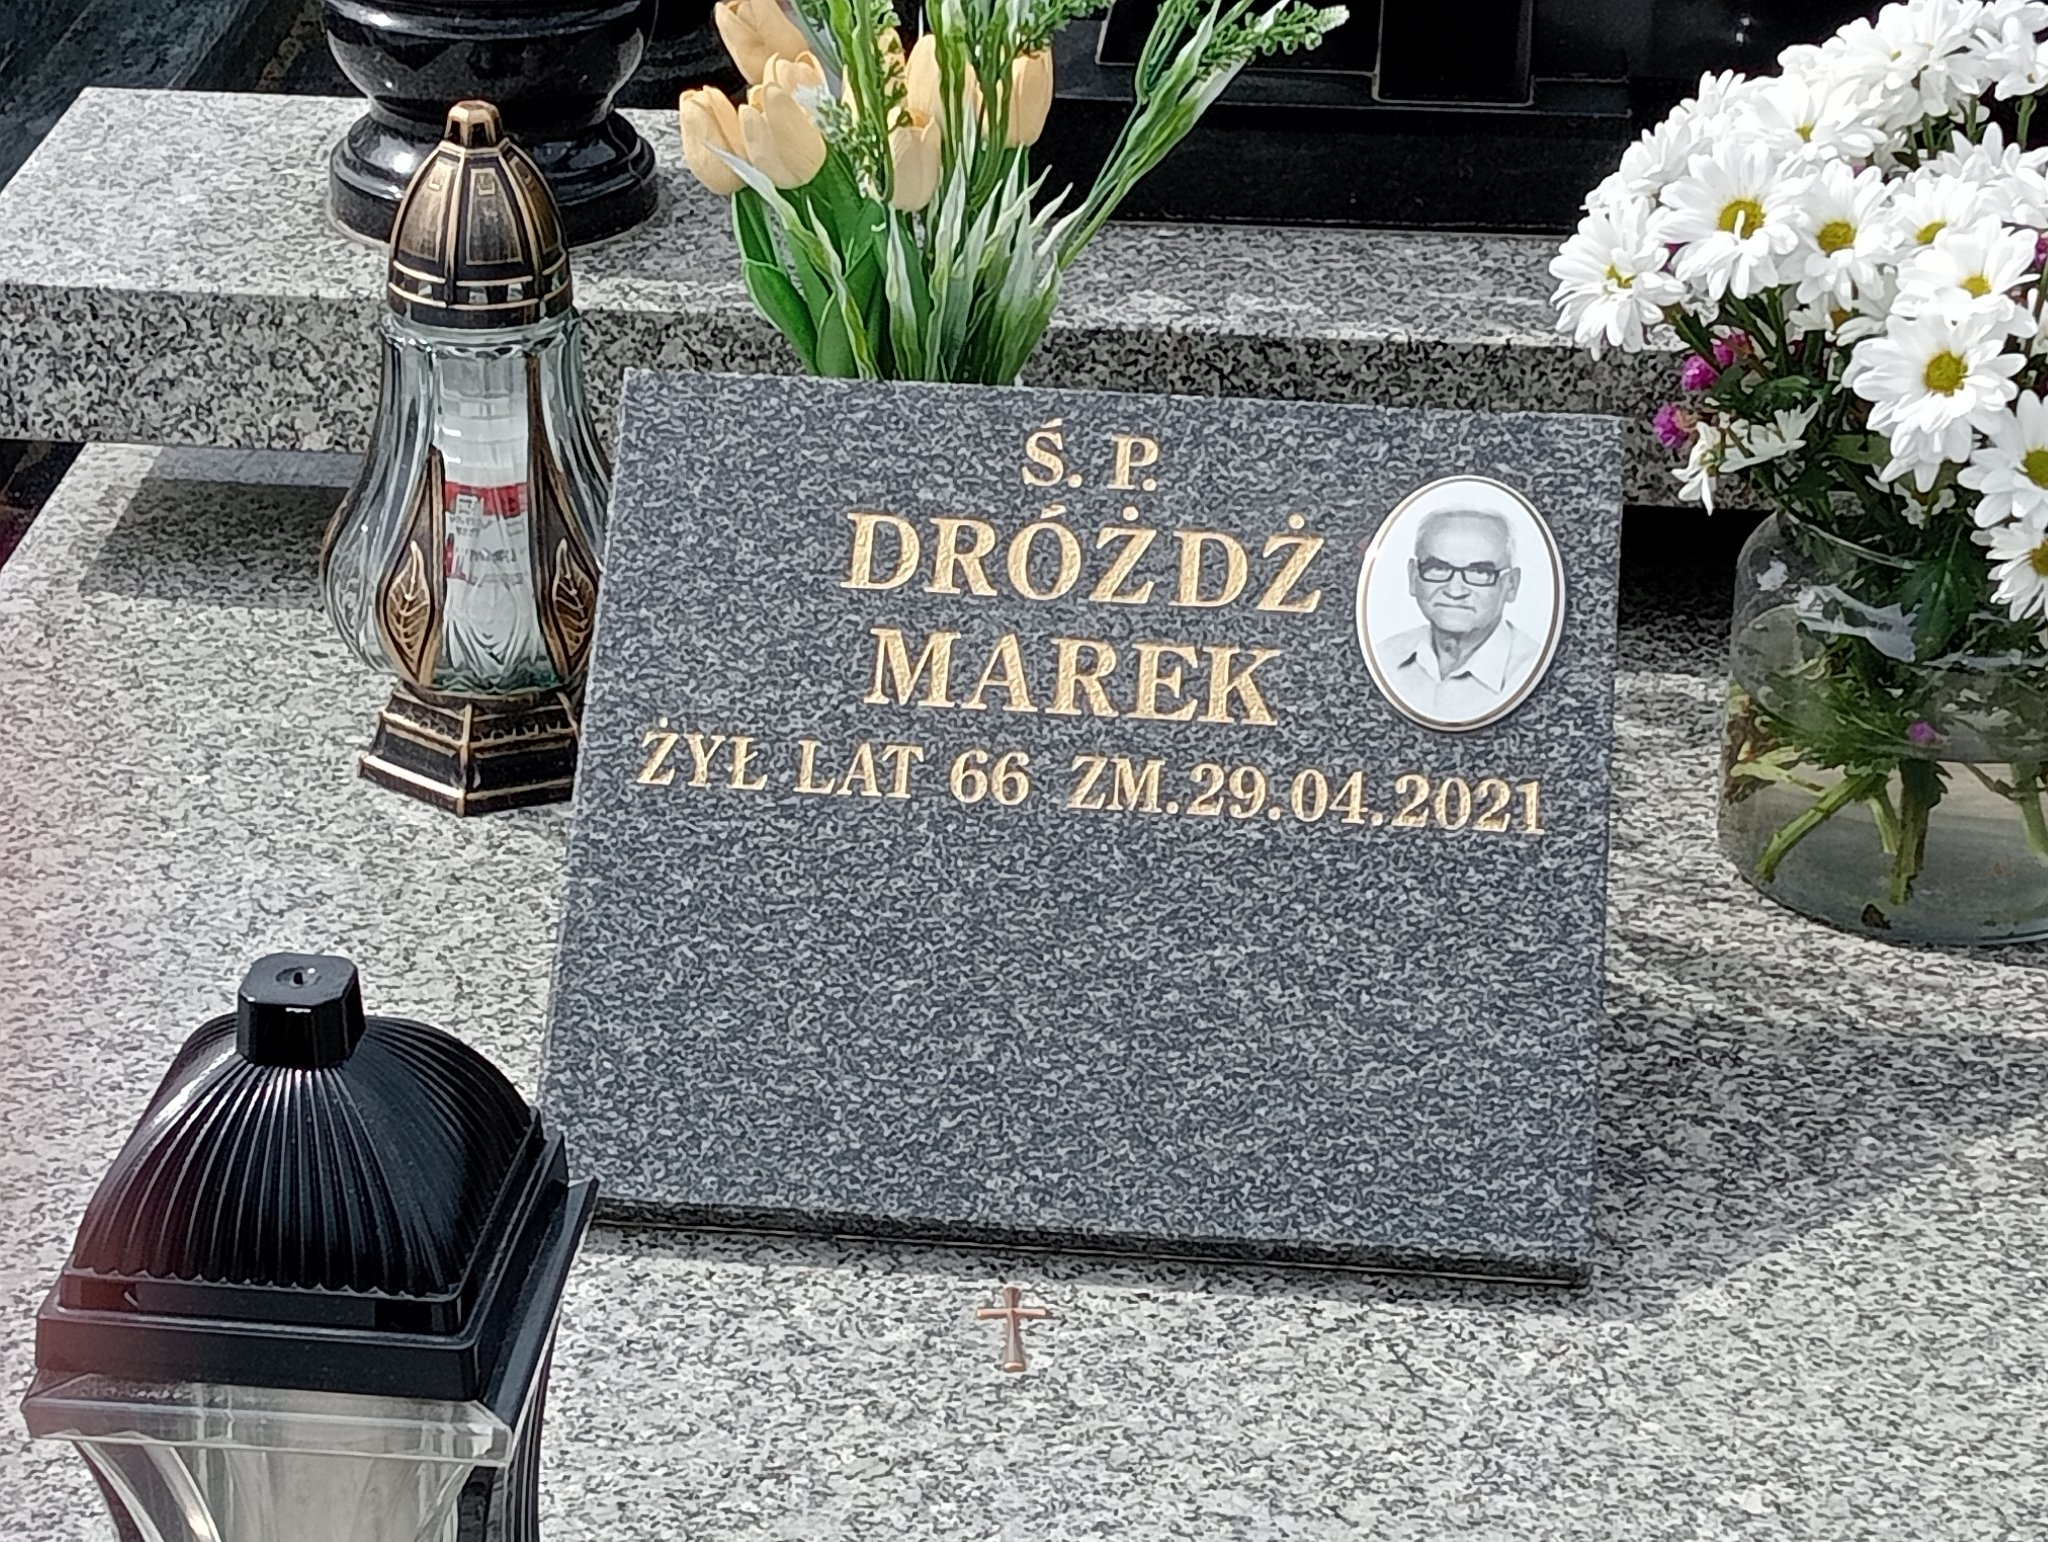 Ś. P.
DRÓŻDŻ
MAREK
ŻYŁ LAT 66 ZM.29.04.2021